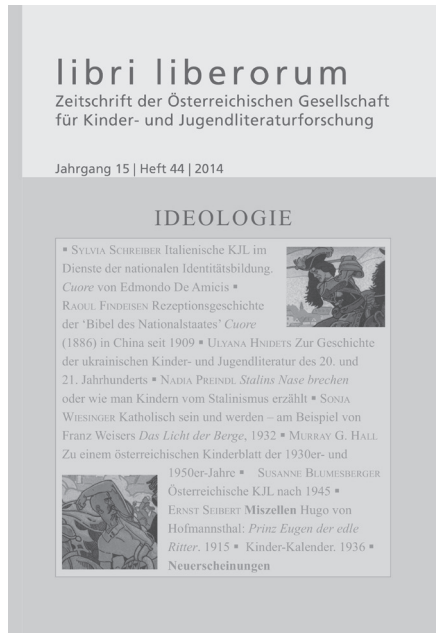 libri liberorum
Zeitschrift der Österreichischen Gesellschaft
für Kinder- und Jugendliteraturforschung
Jahrgang 15 | Heft 44 | 2014
IDEOLOGIE
▪ SYLVIA SCHREIBER Italienische KJL im
Dienste der nationalen Identitätsbildung.
Cuore von Edmondo De Amicis ▪
RAOUL FINDEISEN Rezeptionsgeschichte
der ‘Bibel des Nationalstaates’ Cuore
(1886) in China seit 1909 ▪ ULYANA HNIDETS Zur Geschichte
der ukrainischen Kinder- und Jugendliteratur des 20. und
21. Jahrhunderts ▪ NADIA PREINDL Stalins Nase brechen
oder wie man Kindern vom Stalinismus erzählt ▪ SONJA
WIESINGER Katholisch sein und werden – am Beispiel von
Franz Weisers Das Licht der Berge, 1932 ▪ MURRAY G. HALL
Zu einem österreichischen Kinderblatt der 1930er- und
1950er-Jahre ▪ SUSANNE BLUMESBERGER
Österreichische KJL nach 1945 ▪
ERNST SEIBERT Miszellen Hugo von
Hofmannsthal: Prinz Eugen der edle
Ritter. 1915 ▪ Kinder-Kalender. 1936 ▪
Neuerscheinungen